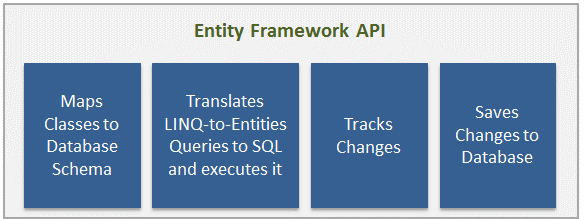 Entity Framework API
Maps
Classes to
Database
Schema
Translates
LINQ-to-Entities
Queries to SQL
and executes it
Tracks
Changes
Saves
Changes to
Database